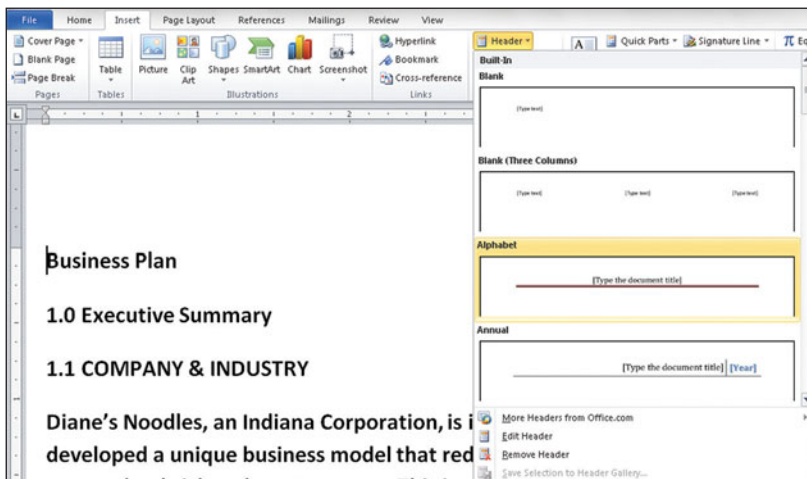 File Home Insert Page Layout References Mailings Review View
Cover Page
Blank Page
Page Break
Pages
Table
Tables
Picture Clip Art Shapes SmartArt Chart Screenshot
Illustrations
Hyperlink
Bookmark
Cross-reference
Links
Header
A
Quick Parts
Signature Line
π
Built-In
Blank
[Type text]
Blank (Three Columns)
[Type text] [Type text] [Type text]
Alphabet
[Type the document title]
Annual
[Type the document title] [Year]
More Headers from Office.com
Edit Header
Remove Header
Save Selection to Header Gallery...
L
1 2
Business Plan
1.0 Executive Summary
1.1 COMPANY & INDUSTRY
Diane's Noodles, an Indiana Corporation, is i
developed a unique business model that red